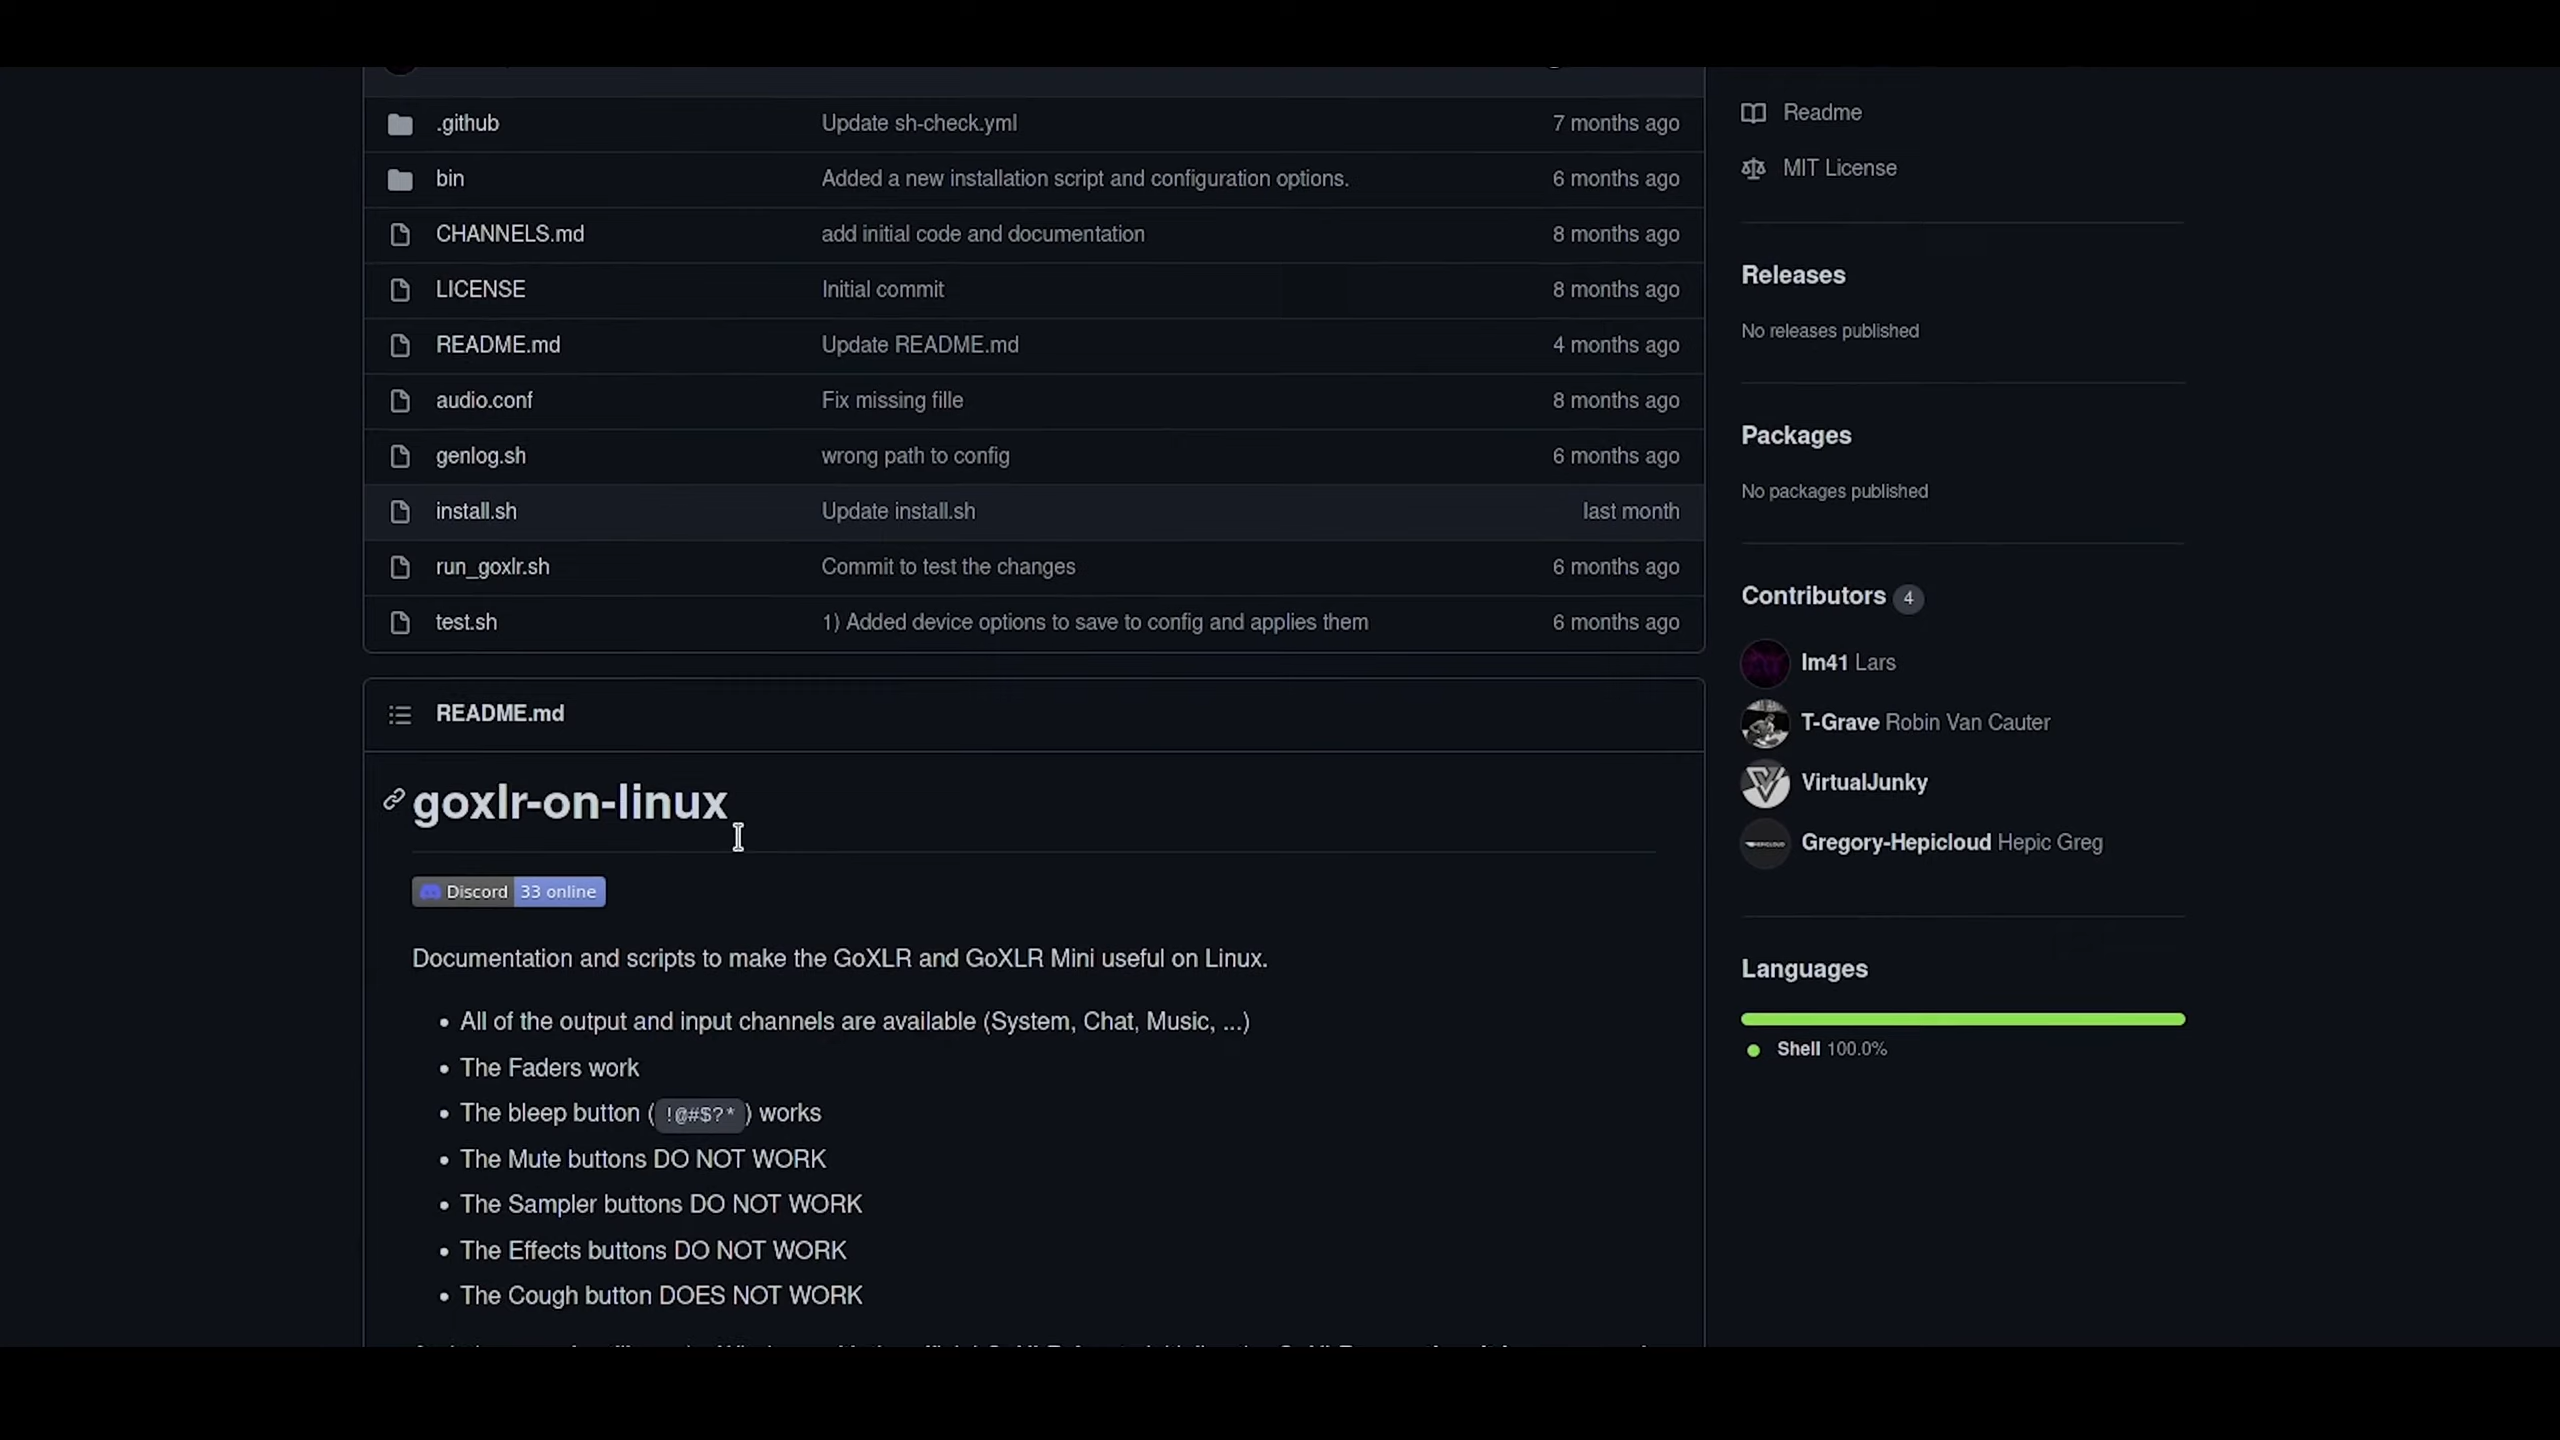 .github Update sh-check.yml 7 months ago
bin Added a new installation script and configuration options. 6 months ago
CHANNELS.md add initial code and documentation 8 months ago
LICENSE Initial commit 8 months ago
README.md Update README.md 4 months ago
audio.conf Fix missing fille 8 months ago
genlog.sh wrong path to config 6 months ago
install.sh Update install.sh last month
run_goxlr.sh Commit to test the changes 6 months ago
test.sh 1) Added device options to save to config and applies them 6 months ago
README.md
goxlr-on-linux
Discord 33 online
Documentation and scripts to make the GoXLR and GoXLR Mini useful on Linux.
• All of the output and input channels are available (System, Chat, Music, ...)
• The Faders work
• The bleep button ( !@#$?* ) works
• The Mute buttons DO NOT WORK
• The Sampler buttons DO NOT WORK
• The Effects buttons DO NOT WORK
• The Cough button DOES NOT WORK
Readme
MIT License
Releases
No releases published
Packages
No packages published
Contributors 4
lm41 Lars
T-Grave Robin Van Cauter
VirtualJunky
Gregory-Hepicloud Hepic Greg
Languages
Shell 100.0%